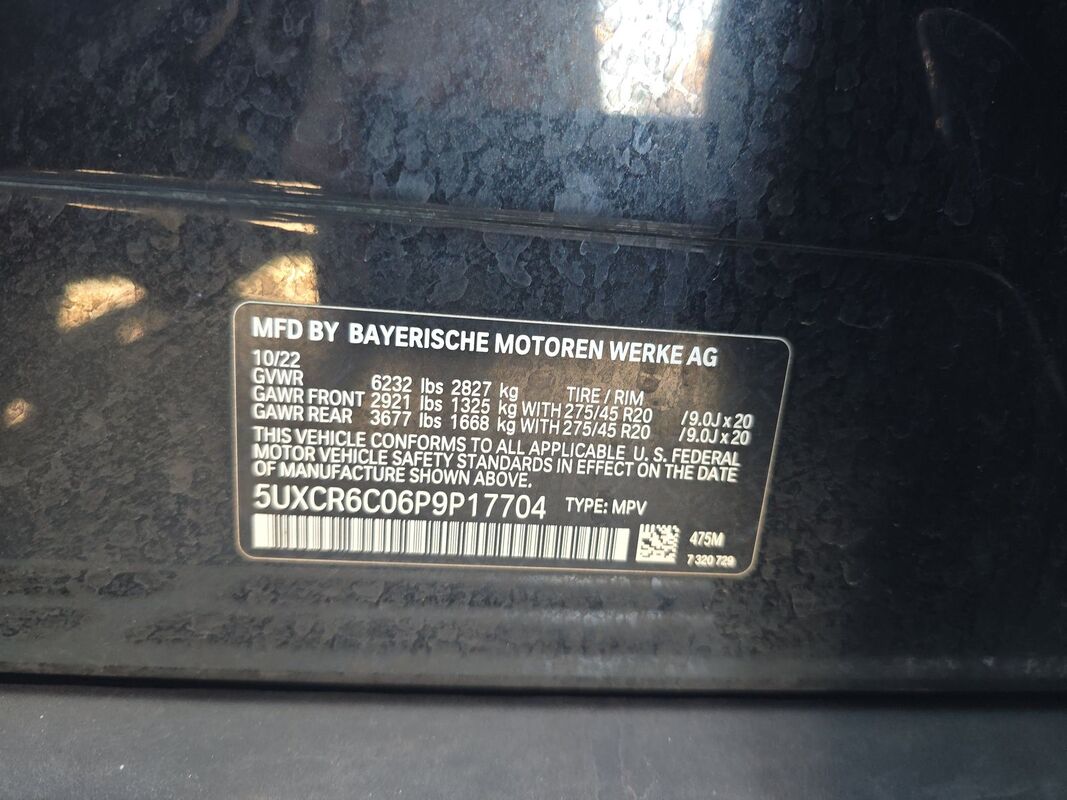 MFD BY BAYERISCHE MOTOREN WERKE AG
10/22
GVWR 6232 lbs 2827 kg TIRE / RIM
GAWR FRONT 2921 lbs 1325 kg WITH 275/45 R20 /9.0J x 20
GAWR REAR 3677 lbs 1668 kg WITH 275/45 R20 /9.0J x 20
THIS VEHICLE CONFORMS TO ALL APPLICABLE U. S. FEDERAL
MOTOR VEHICLE SAFETY STANDARDS IN EFFECT ON THE DATE
OF MANUFACTURE SHOWN ABOVE.
5UXCR6C06P9P17704 TYPE: MPV
475M
7 320 729